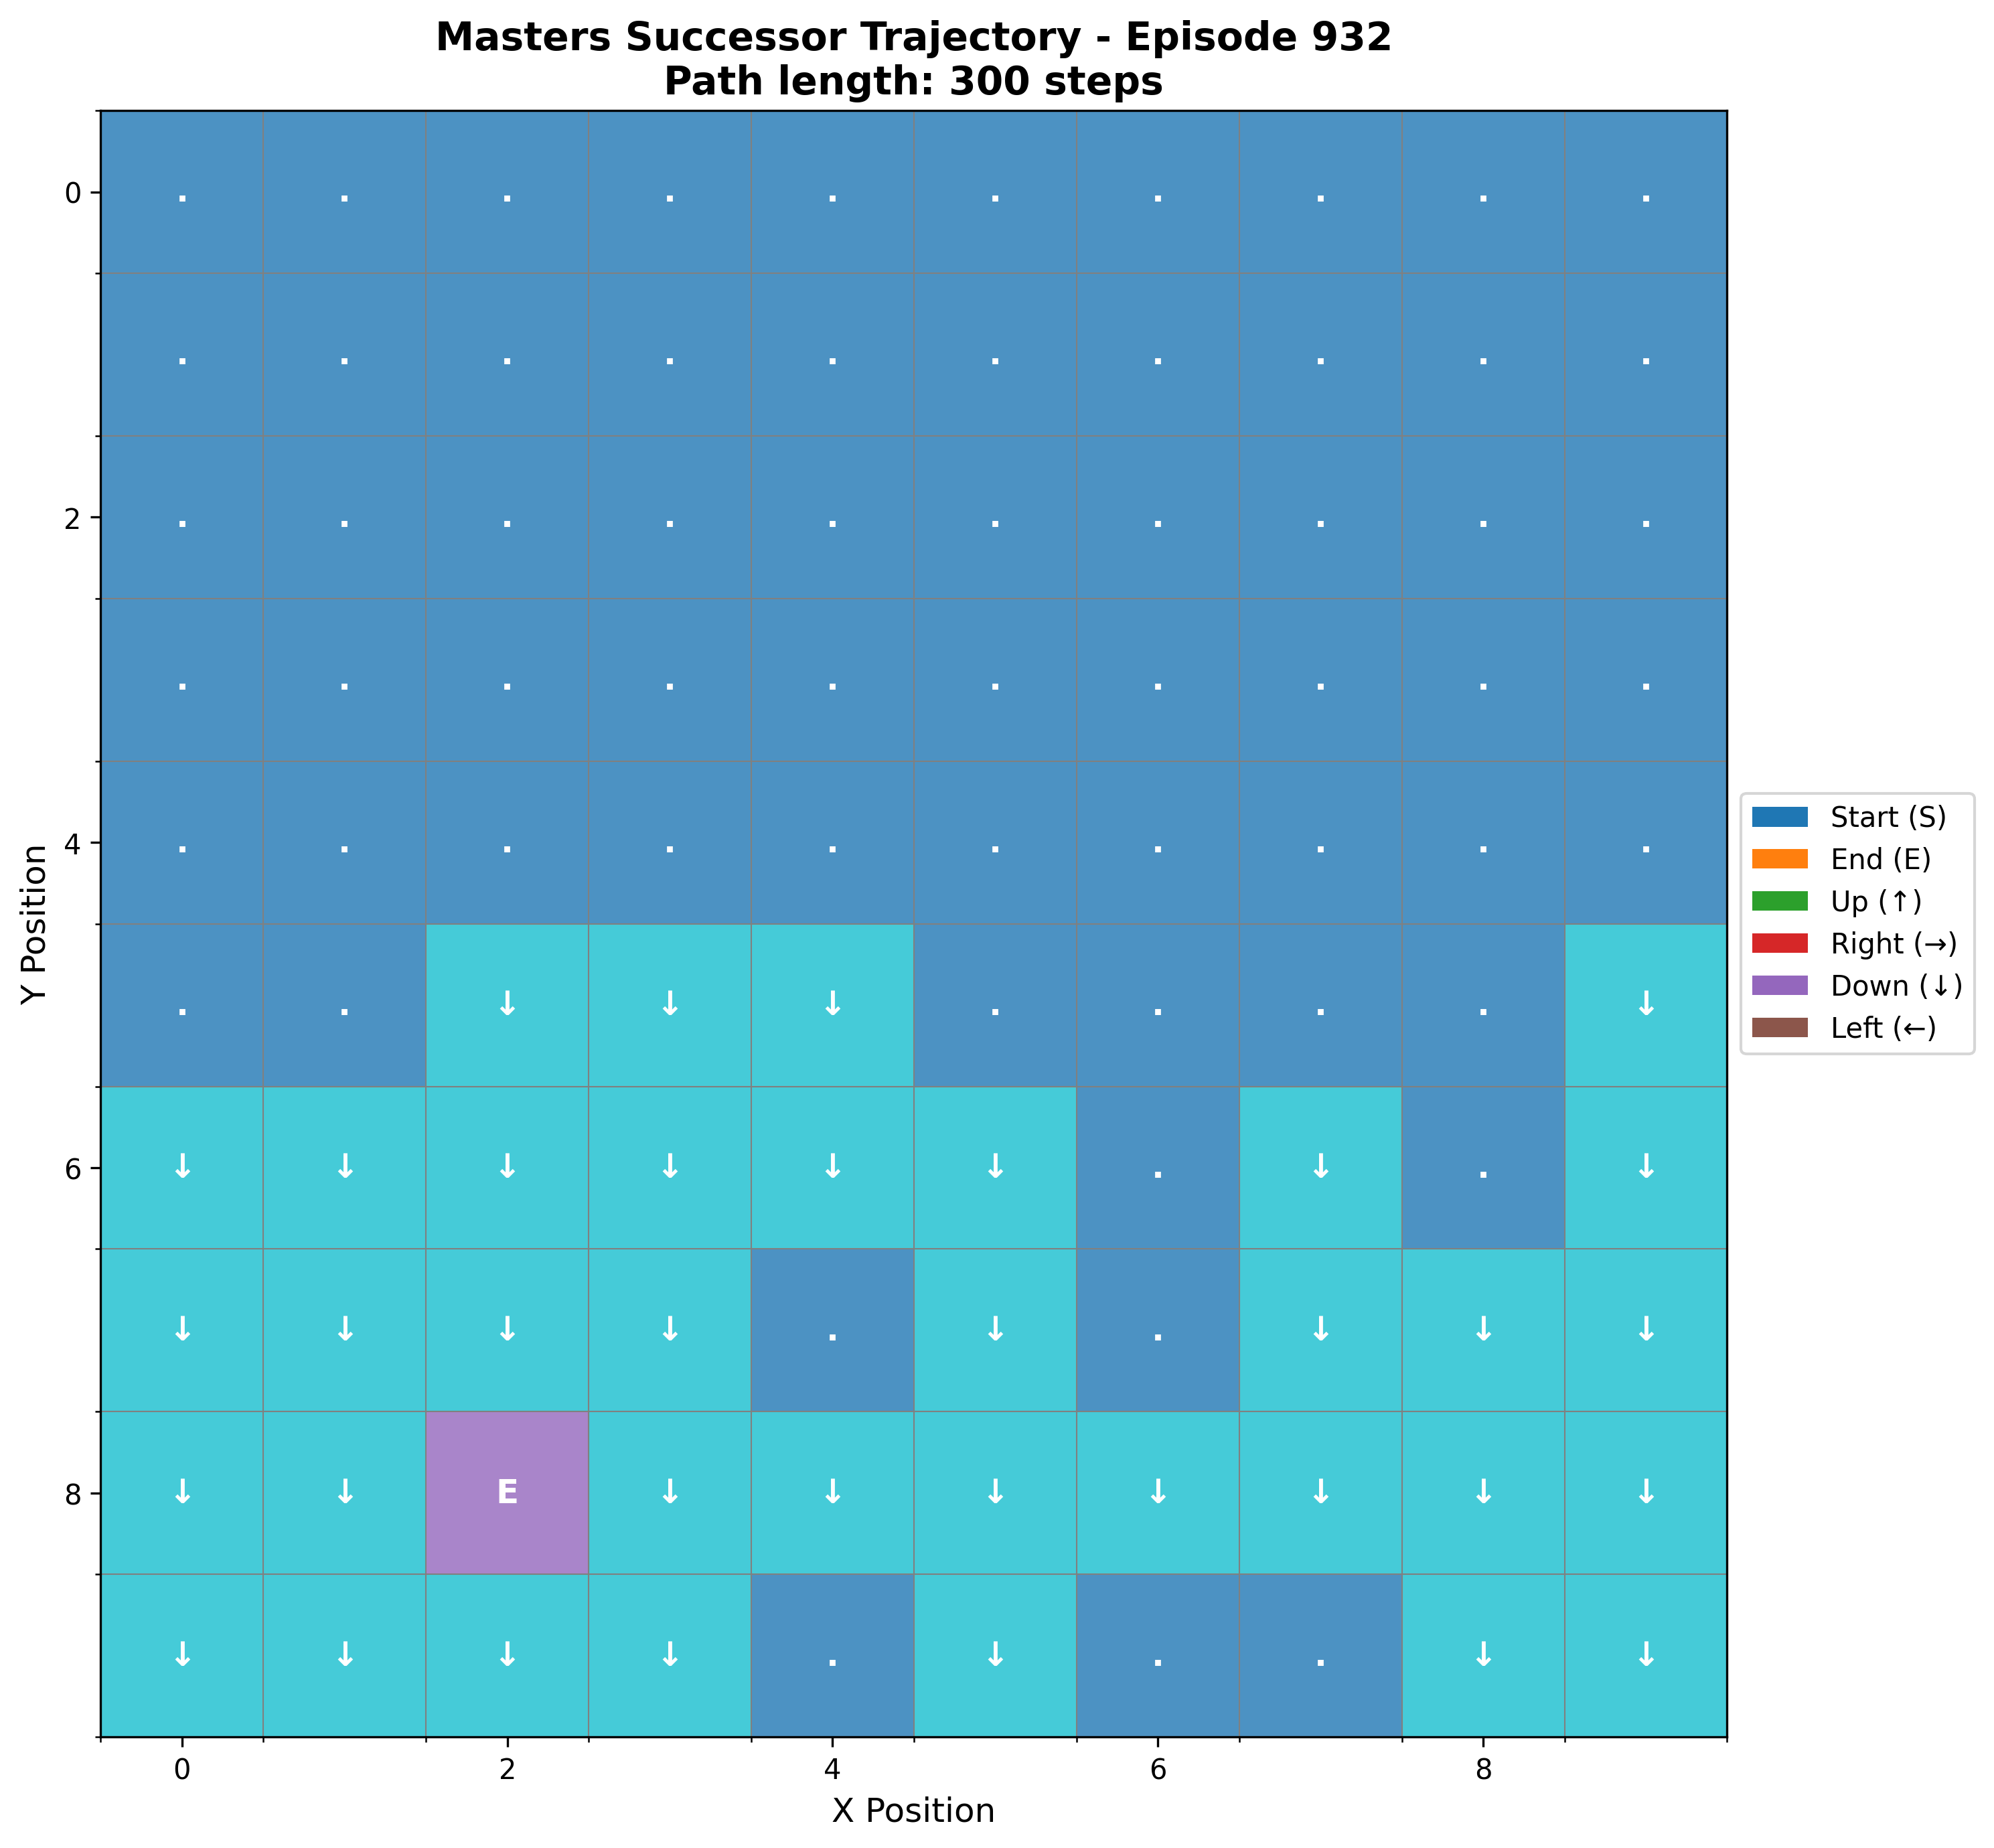 Masters Successor Trajectory - Episode 932
Path length: 300 steps
0 . . . . . . . . . .
. . . . . . . . . .
2 . . . . . . . . . .
. . . . . . . . . .
4 . . . . . . . . . .
. . ↓ ↓ ↓ . . . . ↓
6 ↓ ↓ ↓ ↓ ↓ ↓ . ↓ . ↓
↓ ↓ ↓ ↓ . ↓ . ↓ ↓ ↓
8 ↓ ↓ E ↓ ↓ ↓ ↓ ↓ ↓ ↓
↓ ↓ ↓ ↓ . ↓ . . ↓ ↓
0 2 4 6 8
X Position
Y Position
Start (S)
End (E)
Up (↑)
Right (→)
Down (↓)
Left (←)